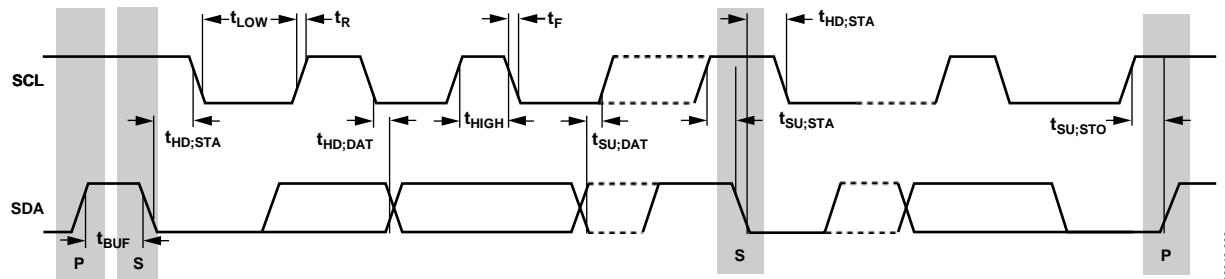 tLOW
tR
tF
tHD;STA
SCL
tHD;STA
tHD;DAT
tHIGH
tSU;DAT
tSU;STA
tSU;STO
SDA
tBUF
P
S
S
P